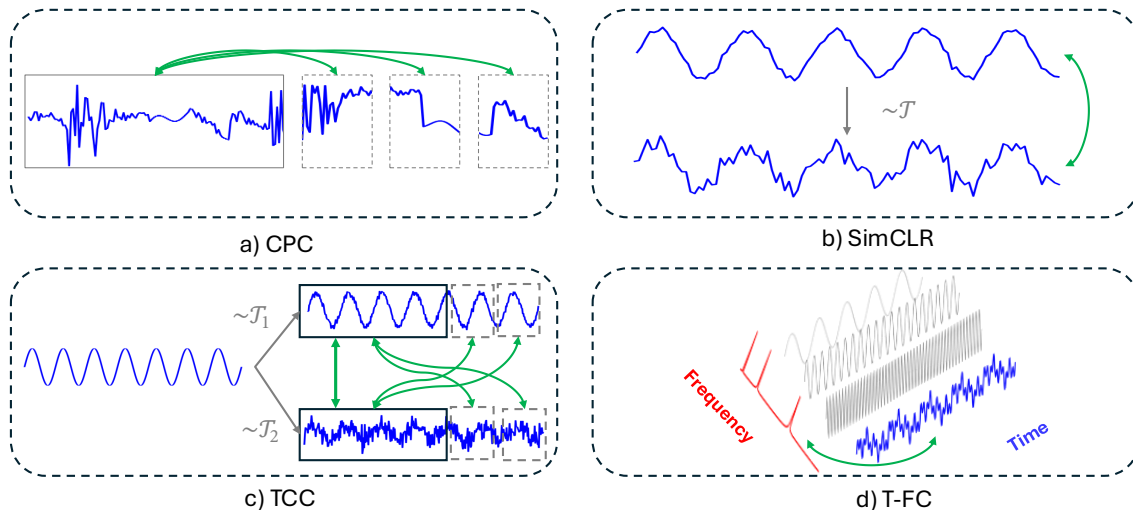 ~𝒯
a) CPC
b) SimCLR
~𝒯₁
~𝒯₂
c) TCC
Frequency
Time
d) T-FC